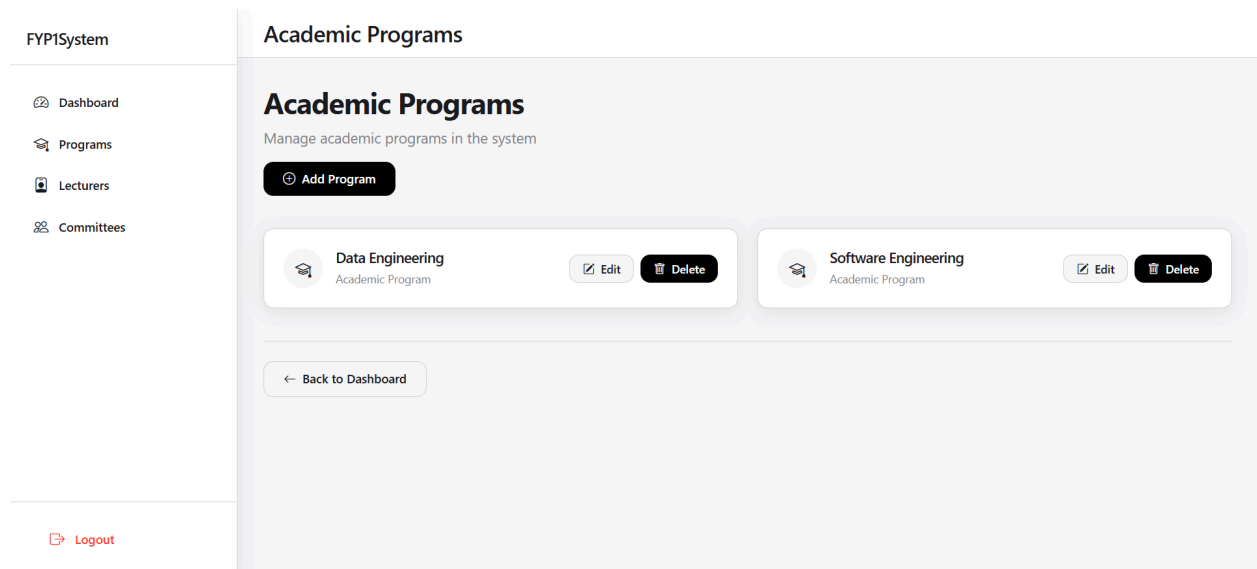 FYP1System
Dashboard
Programs
Lecturers
Committees
Logout
Academic Programs
Academic Programs
Manage academic programs in the system
Add Program
Data Engineering
Academic Program
Edit
Delete
Software Engineering
Academic Program
Edit
Delete
Back to Dashboard